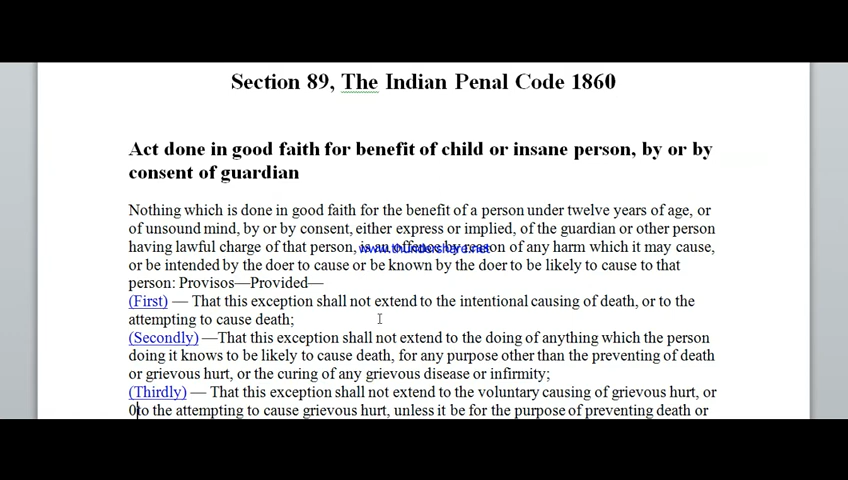 Section 89, The Indian Penal Code 1860
Act done in good faith for benefit of child or insane person, by or by
consent of guardian
Nothing which is done in good faith for the benefit of a person under twelve years of age, or
of unsound mind, by or by consent, either express or implied, of the guardian or other person
having lawful charge of that person, is an offence by reason of any harm which it may cause,
www.thundershare.net
or be intended by the doer to cause or be known by the doer to be likely to cause to that
person: Provisos—Provided—
(First) — That this exception shall not extend to the intentional causing of death, or to the
attempting to cause death;
(Secondly) —That this exception shall not extend to the doing of anything which the person
doing it knows to be likely to cause death, for any purpose other than the preventing of death
or grievous hurt, or the curing of any grievous disease or infirmity;
(Thirdly) — That this exception shall not extend to the voluntary causing of grievous hurt, or
0to the attempting to cause grievous hurt, unless it be for the purpose of preventing death or